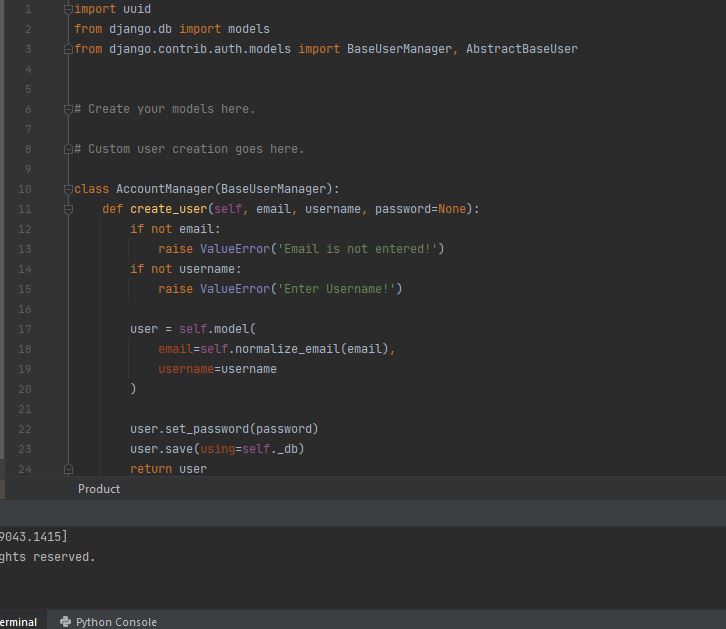 1 import uuid
2 from django.db import models
3 from django.contrib.auth.models import BaseUserManager, AbstractBaseUser
4
5
6 # Create your models here.
7
8 # Custom user creation goes here.
9
10 class AccountManager(BaseUserManager):
11     def create_user(self, email, username, password=None):
12         if not email:
13             raise ValueError('Email is not entered!')
14         if not username:
15             raise ValueError('Enter Username!')
16
17         user = self.model(
18             email=self.normalize_email(email),
19             username=username
20         )
21
22         user.set_password(password)
23         user.save(using=self._db)
24         return user
Product
9043.1415]
ghts reserved.
erminal Python Console